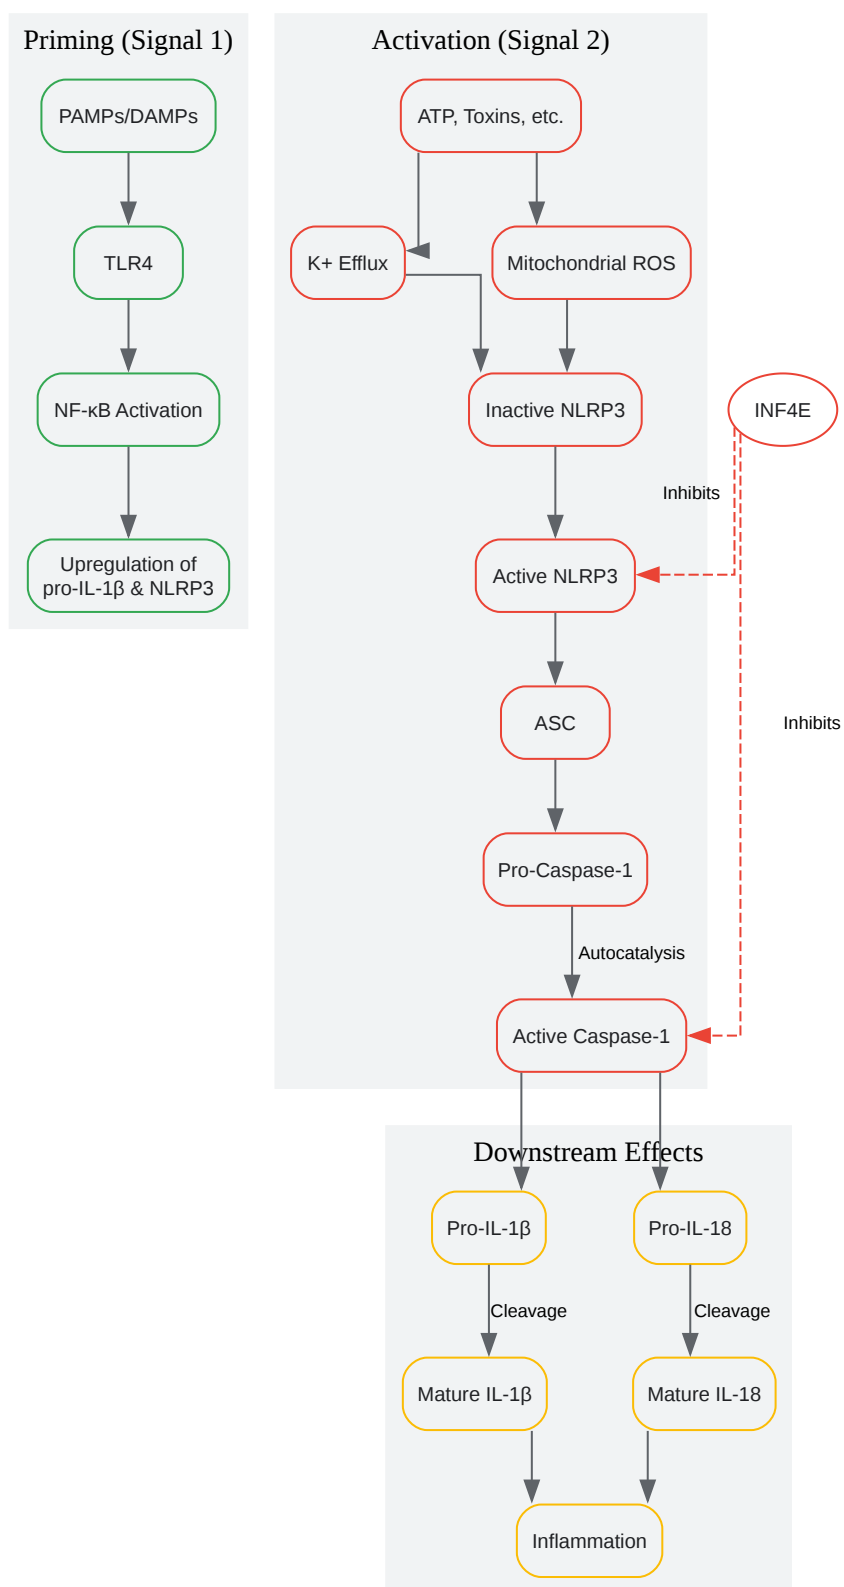 Priming (Signal 1)
PAMPs/DAMPs
TLR4
NF-κB Activation
Upregulation of
pro-IL-1β & NLRP3
Activation (Signal 2)
ATP, Toxins, etc.
K+ Efflux
Mitochondrial ROS
Inactive NLRP3
INF4E
Inhibits
Active NLRP3
ASC
Inhibits
Pro-Caspase-1
Autocatalysis
Active Caspase-1
Downstream Effects
Pro-IL-1β
Pro-IL-18
Cleavage
Cleavage
Mature IL-1β
Mature IL-18
Inflammation